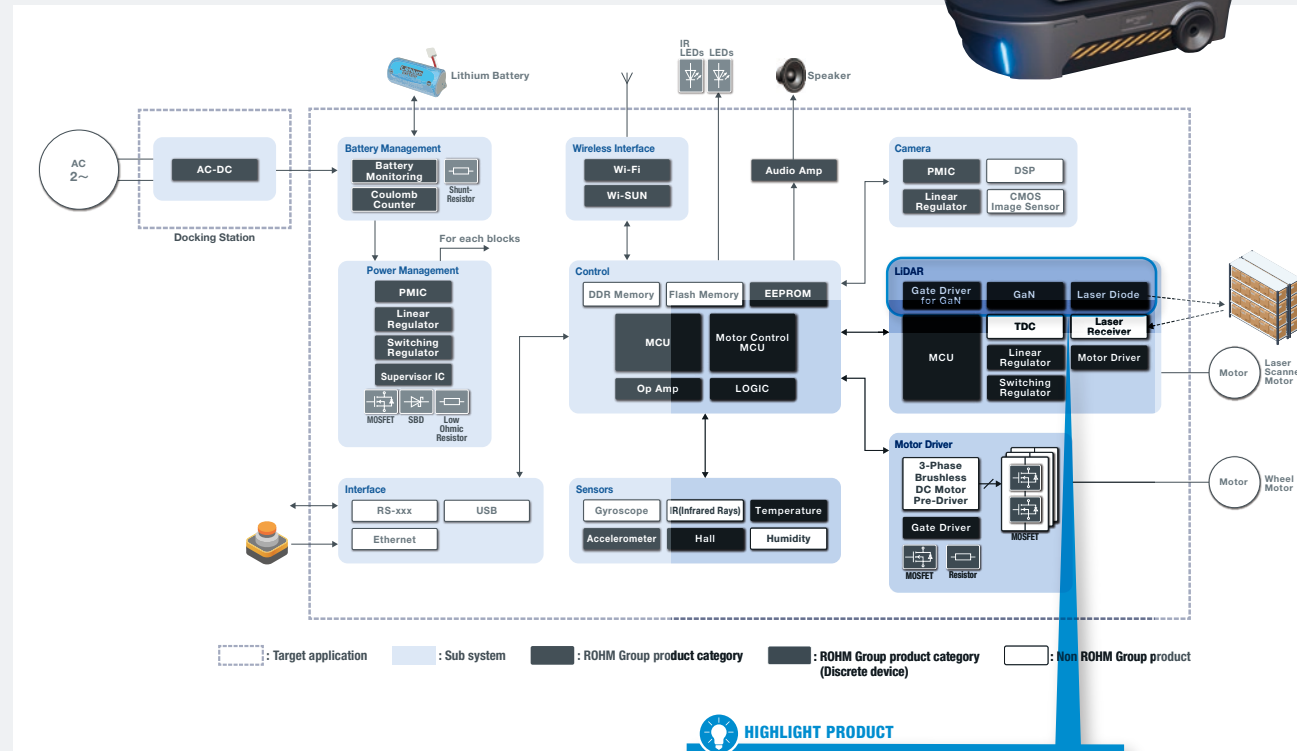 IR
LEDs
LEDs
Lithium Battery
Speaker
AC
2~
AC-DC
Docking Station
Battery Management
Battery
Monitoring
Coulomb
Counter
Shunt-
Resistor
Wireless Interface
Wi-Fi
Wi-SUN
Audio Amp
Camera
PMIC
DSP
Linear
Regulator
CMOS
Image Sensor
For each blocks
Power Management
PMIC
Linear
Regulator
Switching
Regulator
Supervisor IC
MOSFET
SBD
Low
Ohmic
Resistor
Control
DDR Memory
Flash Memory
EEPROM
MCU
Motor Control
MCU
Op Amp
LOGIC
LiDAR
Gate Driver
for GaN
GaN
Laser Diode
MCU
TDC
Laser
Receiver
Linear
Regulator
Motor Driver
Switching
Regulator
Motor
Laser
Scanne
Motor
Interface
RS-xxx
USB
Ethernet
Sensors
Gyroscope
IR(Infrared Rays)
Temperature
Accelerometer
Hall
Humidity
Motor Driver
3-Phase
Brushless
DC Motor
Pre-Driver
MOSFET
Gate Driver
MOSFET
Resistor
Motor
Wheel
Motor
: Target application
: Sub system
: ROHM Group product category
: ROHM Group product category
(Discrete device)
: Non ROHM Group product
HIGHLIGHT PRODUCT